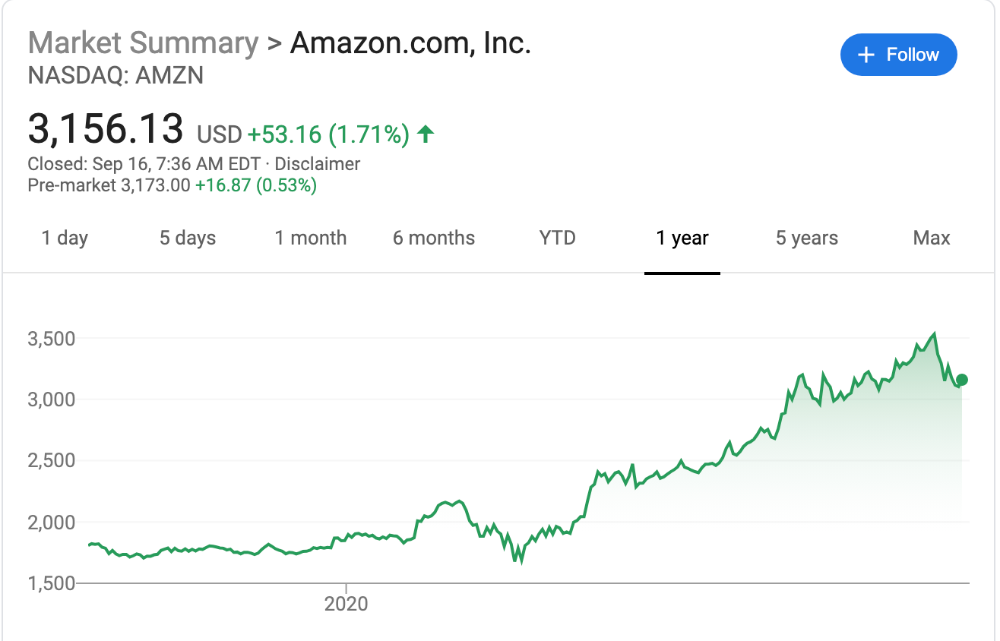 Market Summary > Amazon.com, Inc.
+ Follow
NASDAQ: AMZN
3,156.13 USD +53.16 (1.71%) ↑
Closed: Sep 16, 7:36 AM EDT · Disclaimer
Pre-market 3,173.00 +16.87 (0.53%)
1 day 5 days 1 month 6 months YTD 1 year 5 years Max
3,500
3,000
2,500
2,000
1,500
2020